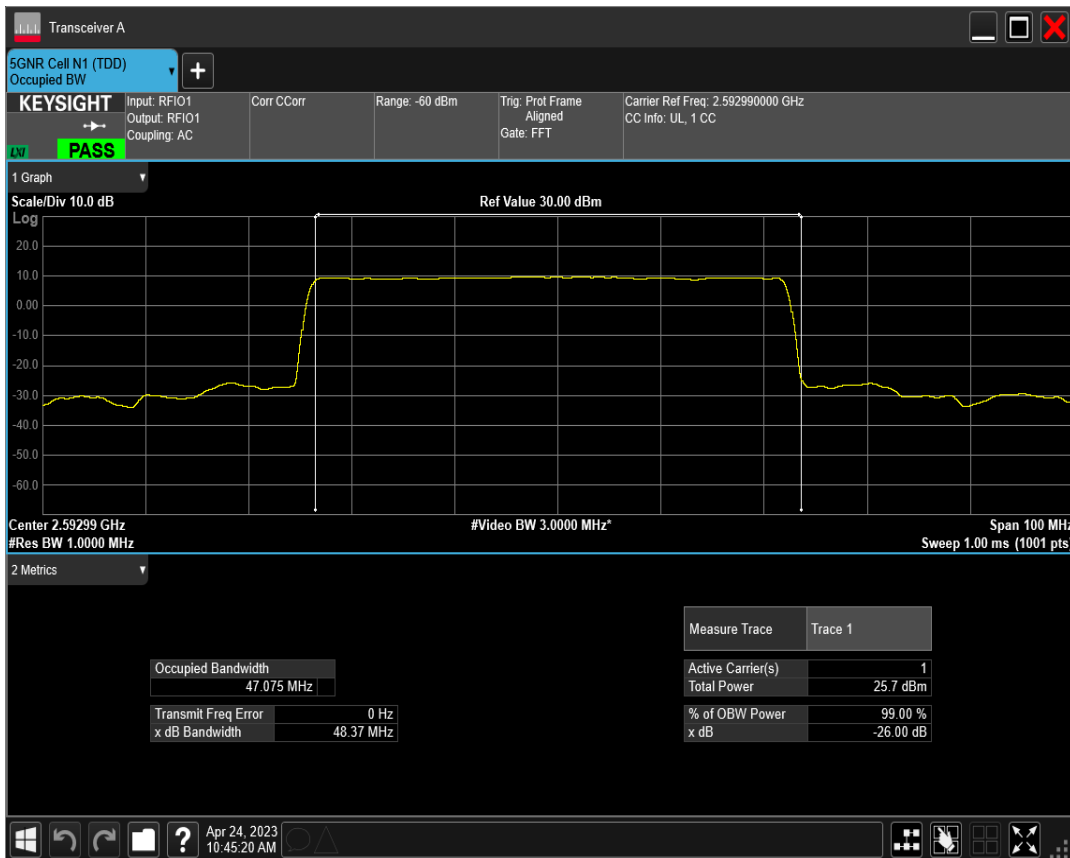 Transceiver A
5GNR Cell N1 (TDD)
Occupied BW
+
KEYSIGHT
LXI
PASS
Input: RFIO1
Output: RFIO1
Coupling: AC
Corr CCorr
Range: -60 dBm
Trig: Prot Frame
Aligned
Gate: FFT
Carrier Ref Freq: 2.592990000 GHz
CC Info: UL, 1 CC
1 Graph
Scale/Div 10.0 dB
Ref Value 30.00 dBm
Log
20.0
10.0
0.00
-10.0
-20.0
-30.0
-40.0
-50.0
-60.0
Center 2.59299 GHz
#Video BW 3.0000 MHz*
Span 100 MHz
#Res BW 1.0000 MHz
Sweep 1.00 ms (1001 pts)
2 Metrics
Measure Trace Trace 1
Occupied Bandwidth
47.075 MHz
Active Carrier(s) 1
Total Power 25.7 dBm
Transmit Freq Error 0 Hz
x dB Bandwidth 48.37 MHz
% of OBW Power 99.00 %
x dB -26.00 dB
?
Apr 24, 2023
10:45:20 AM